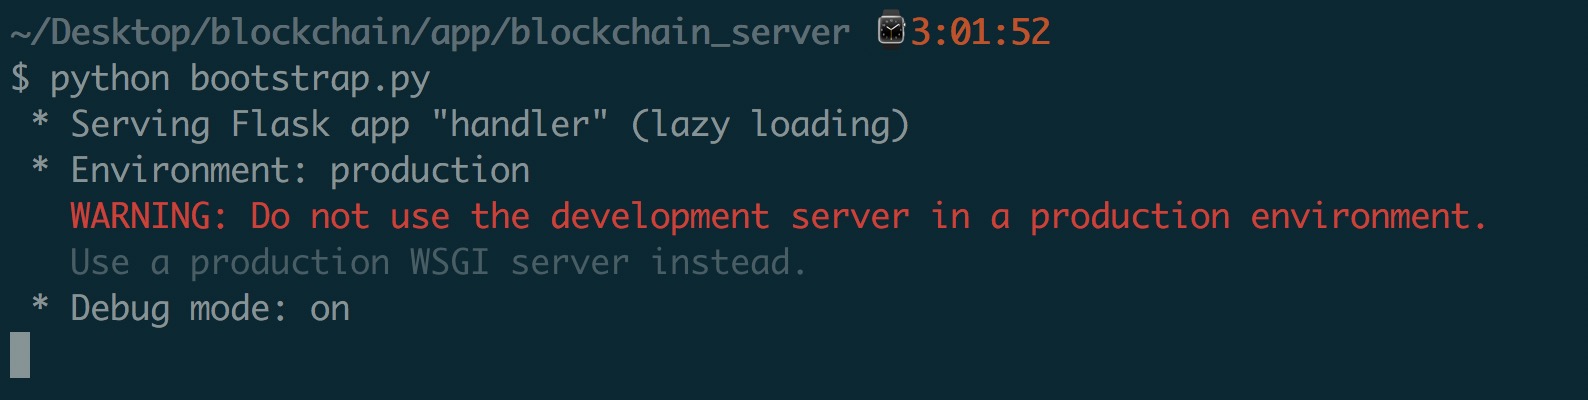 ~/Desktop/blockchain/app/blockchain_server ⌚3:01:52
$ python bootstrap.py
 * Serving Flask app "handler" (lazy loading)
 * Environment: production
   WARNING: Do not use the development server in a production environment.
   Use a production WSGI server instead.
 * Debug mode: on